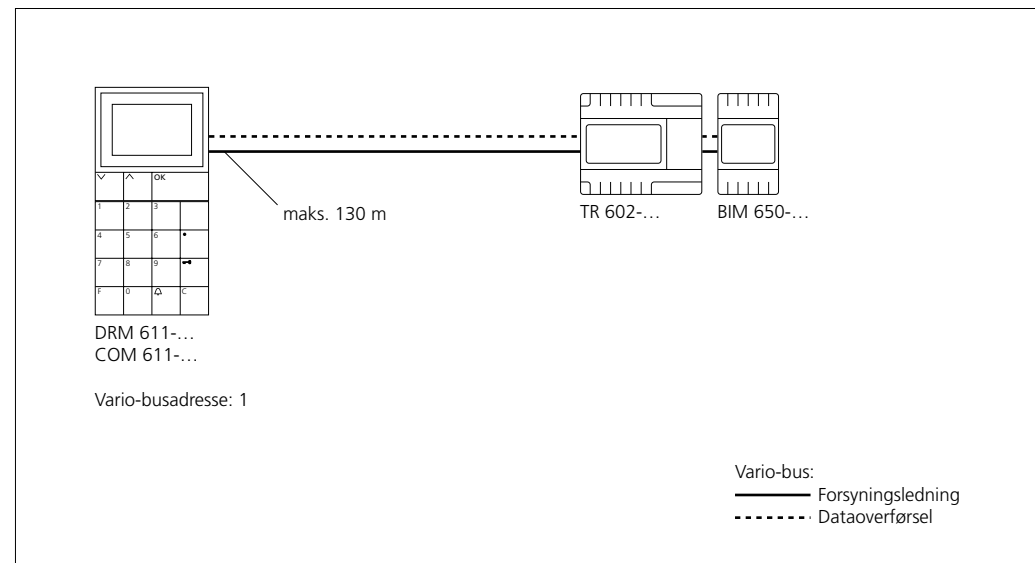 OK
1 2 3
4 5 6
7 8 9
F 0 C
maks. 130 m
TR 602-…
BIM 650-…
DRM 611-…
COM 611-…
Vario-busadresse: 1
Vario-bus:
Forsyningsledning
Dataoverførsel